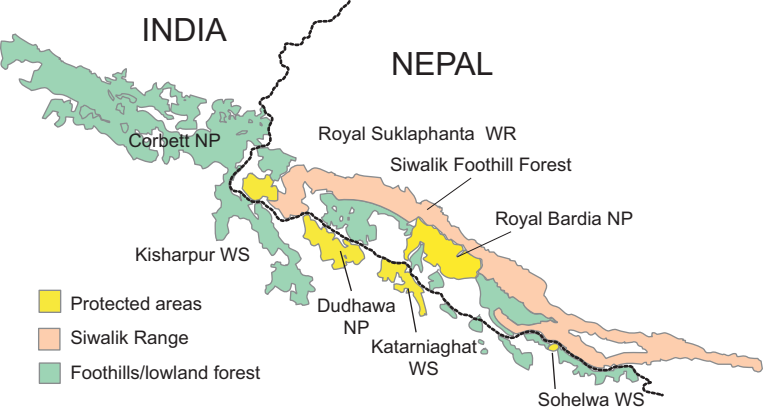 INDIA
NEPAL
Corbett NP
Royal Suklaphanta WR
Siwalik Foothill Forest
Royal Bardia NP
Kisharpur WS
Dudhawa
NP
Katarniaghat
WS
Sohelwa WS
Protected areas
Siwalik Range
Foothills/lowland forest